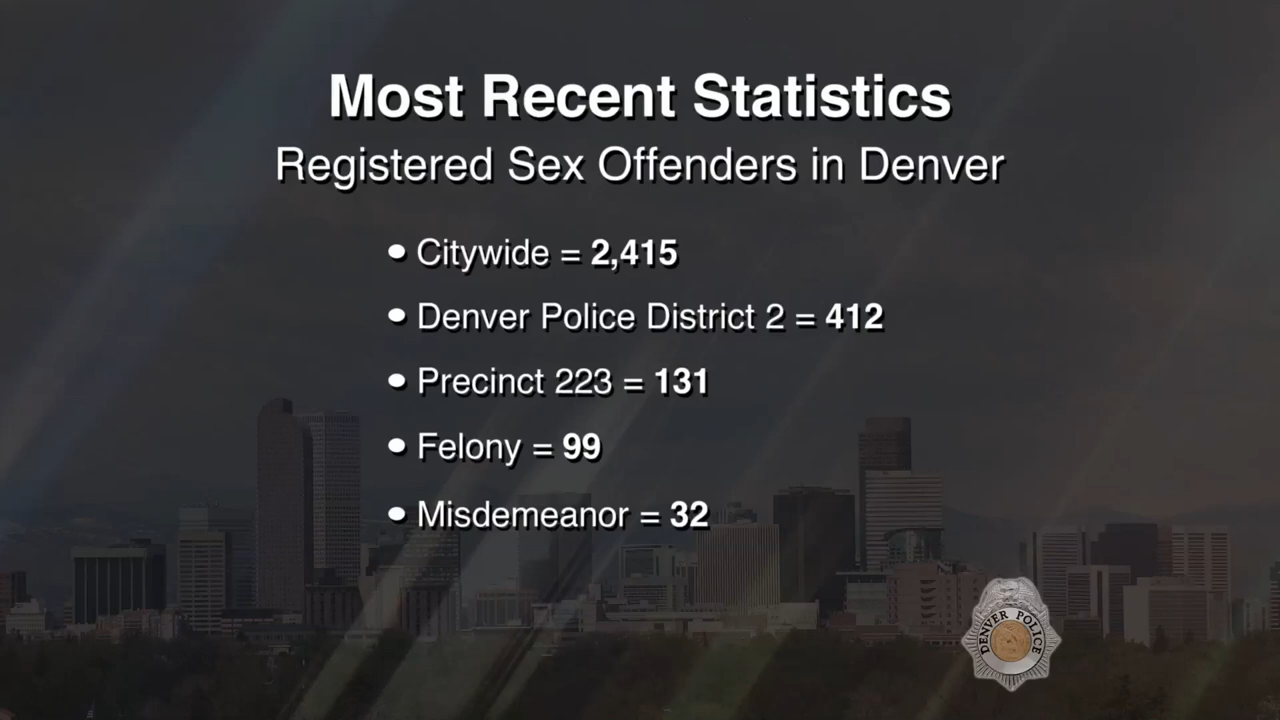 Most Recent Statistics
Registered Sex Offenders in Denver
• Citywide = 2,415
• Denver Police District 2 = 412
• Precinct 223 = 131
• Felony = 99
• Misdemeanor = 32
DENVER POLICE